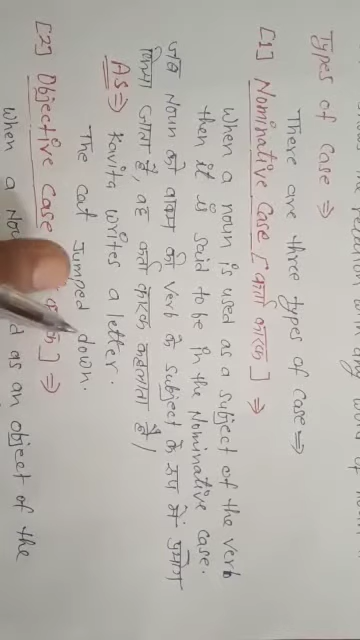 Types of Case ⇒
There are three types of case ⇒
[1] Nominative Case [कर्ता कारक] ⇒
When a noun is used as a subject of the verb
then it is said to be in the Nominative case.
जब Noun को वाक्य की verb के subject के रूप में प्रयोग
किया जाता है, वह कर्ता कारक कहलाता है।
AS ⇒ Kavita writes a letter.
The cat Jumped down.
[2] Objective Case ] ⇒
When a as an object of the